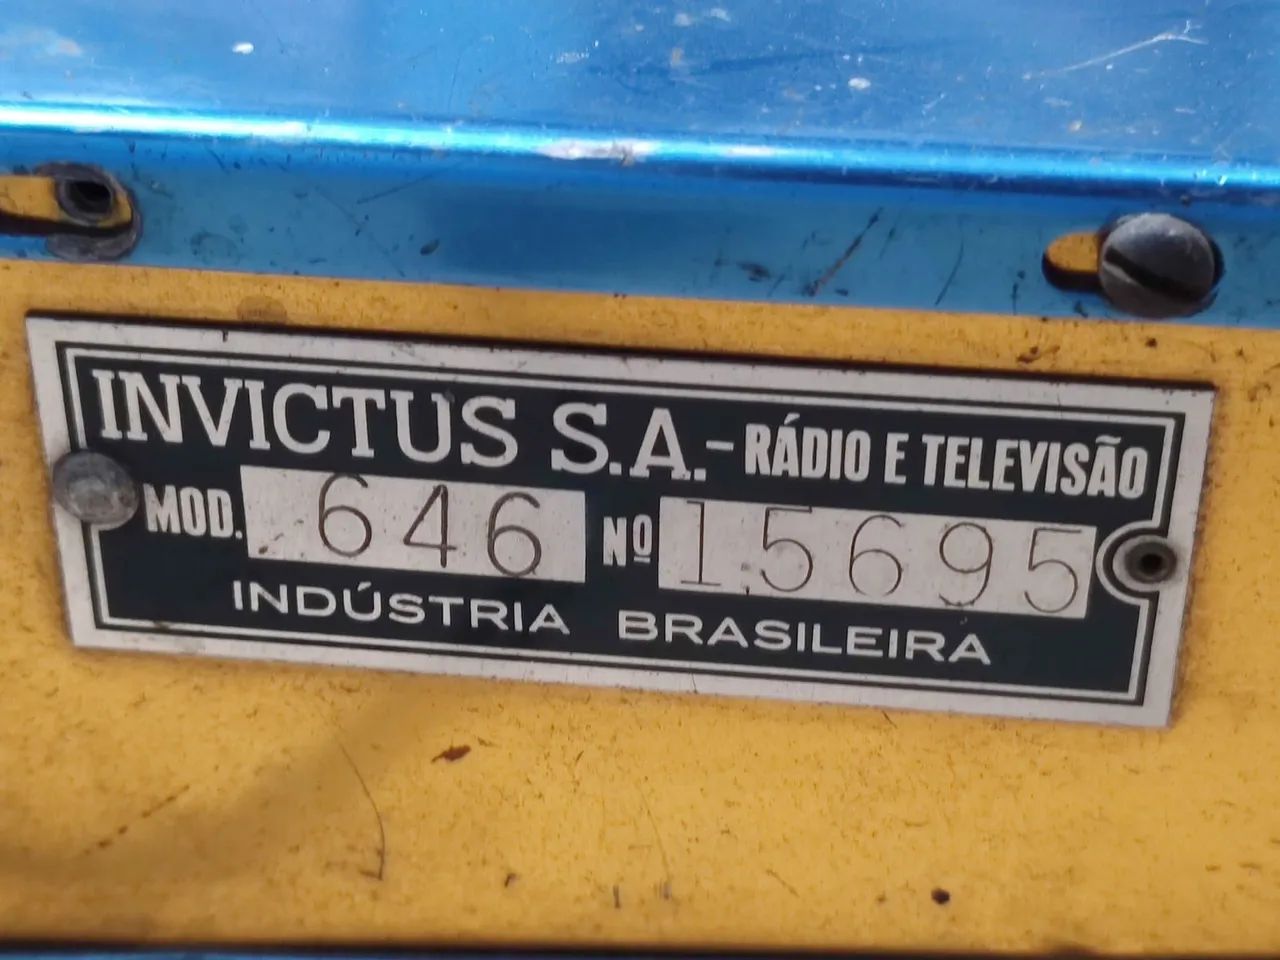 INVICTUS S.A.-RÁDIO E TELEVISÃO
MOD. 646 Nº 15695
INDÚSTRIA BRASILEIRA